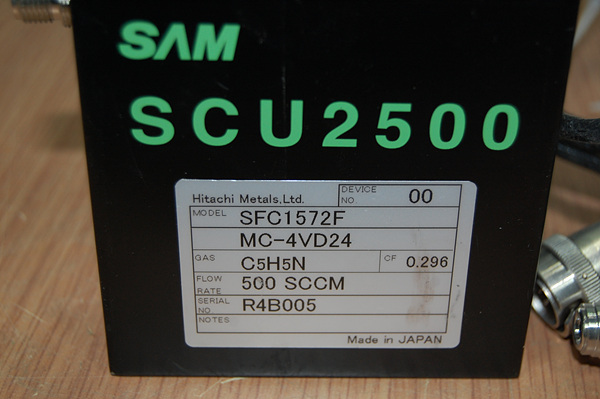 SAM
SCU2500
Hitachi Metals,Ltd. DEVICE NO. 00
MODEL SFC1572F
MC-4VD24
GAS C5H5N CF 0.296
FLOW RATE 500 SCCM
SERIAL NO. R4B005
NOTES
Made in JAPAN